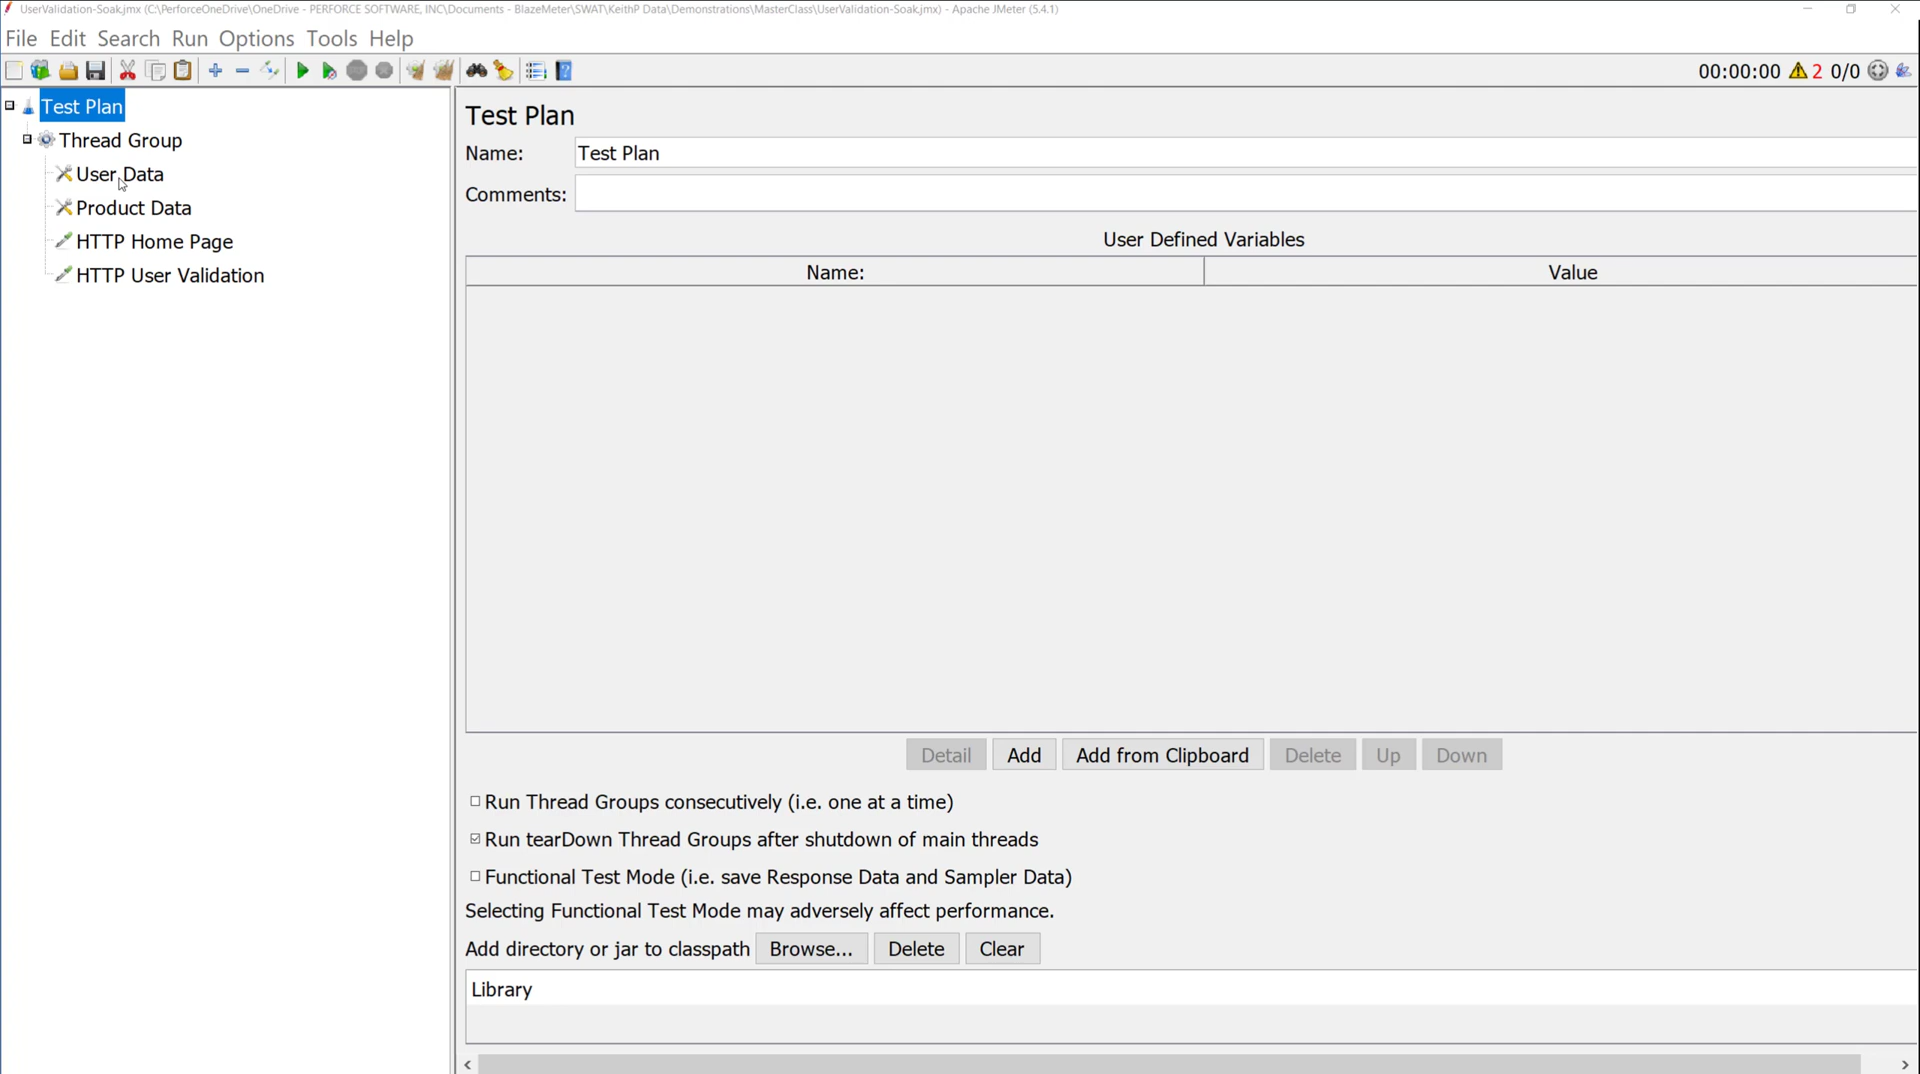 UserValidation-Soak.jmx (C:\PerforceOneDrive\OneDrive - PERFORCE SOFTWARE, INC\Documents - BlazeMeter\SWAT\KeithP Data\Demonstrations\MasterClass\UserValidation-Soak.jmx) - Apache JMeter (5.4.1)
File Edit Search Run Options Tools Help
00:00:00 2 0/0
Test Plan
Thread Group
User Data
Product Data
HTTP Home Page
HTTP User Validation
Test Plan
Name: Test Plan
Comments:
User Defined Variables
Name: Value
Detail Add Add from Clipboard Delete Up Down
Run Thread Groups consecutively (i.e. one at a time)
Run tearDown Thread Groups after shutdown of main threads
Functional Test Mode (i.e. save Response Data and Sampler Data)
Selecting Functional Test Mode may adversely affect performance.
Add directory or jar to classpath Browse... Delete Clear
Library